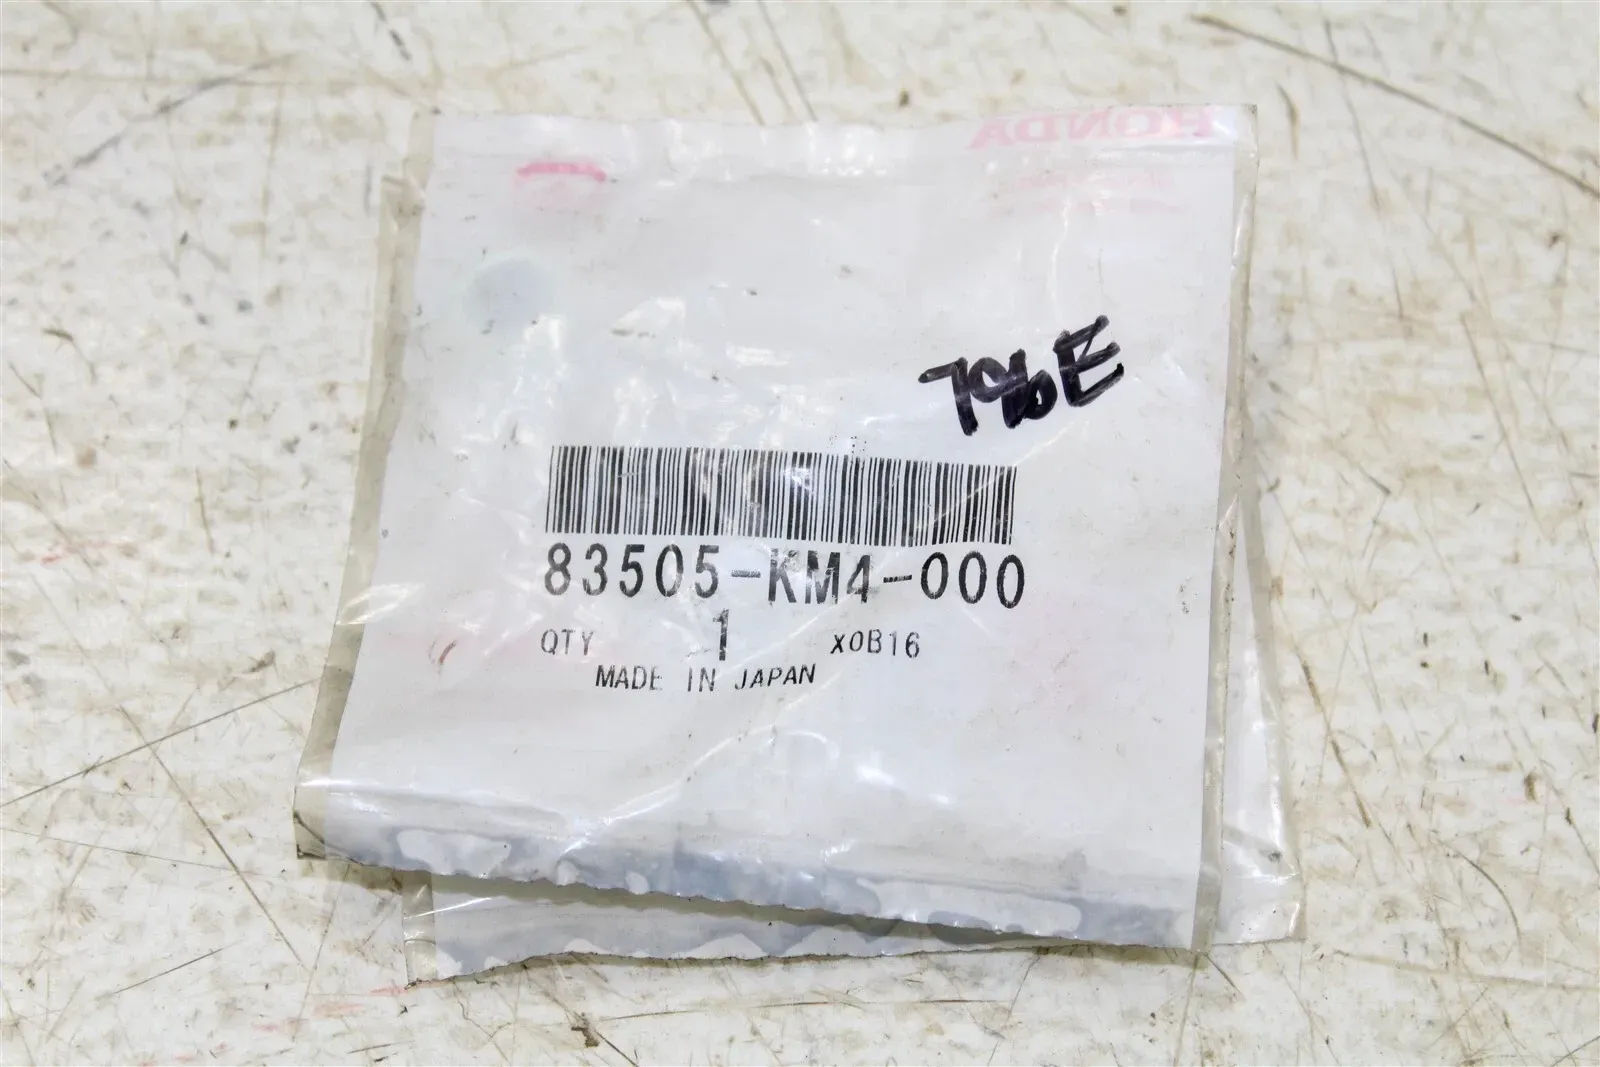 HONDA
796E
83505-KM4-000
QTY 1 X0B16
MADE IN JAPAN